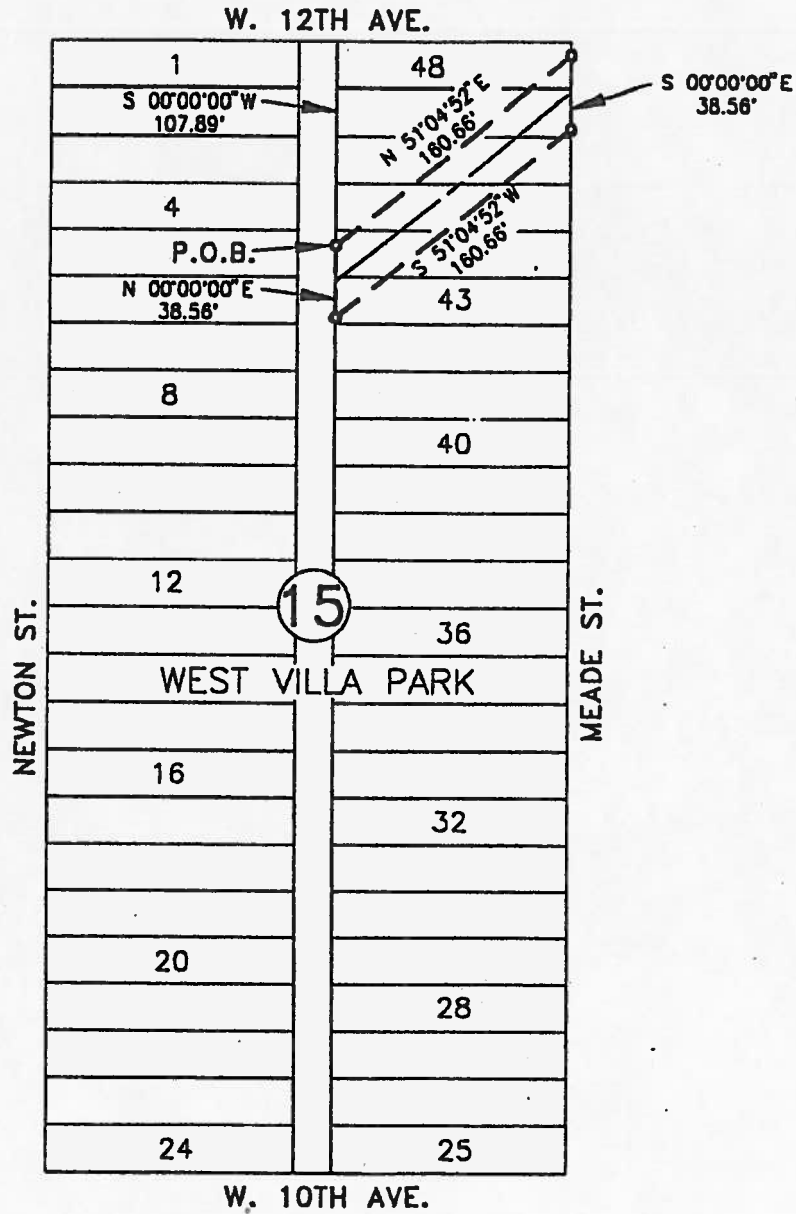 W. 12TH AVE.
1
48
S 00°00'00"W
107.89'
S 00°00'00"E
38.56'
N 51°04'52"E
160.66'
4
S 51°04'52"W
160.66'
P.O.B.
N 00°00'00"E
38.56'
43
8
40
12
15
36
NEWTON ST.
MEADE ST.
WEST VILLA PARK
16
32
20
28
24
25
W. 10TH AVE.